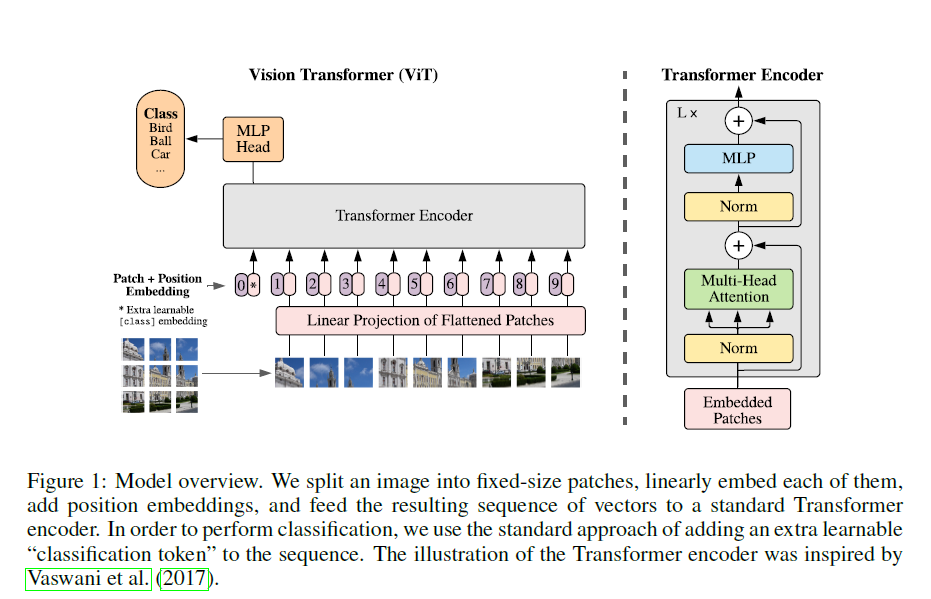 Vision Transformer (ViT)
Class
Bird
Ball
Car
...
MLP
Head
Transformer Encoder
Patch + Position
Embedding
* Extra learnable
[class] embedding
0 * 1 2 3 4 5 6 7 8 9
Linear Projection of Flattened Patches
Transformer Encoder
L x
+
MLP
Norm
+
Multi-Head
Attention
Norm
Embedded
Patches
Figure 1: Model overview. We split an image into fixed-size patches, linearly embed each of them,
add position embeddings, and feed the resulting sequence of vectors to a standard Transformer
encoder. In order to perform classification, we use the standard approach of adding an extra learnable
“classification token” to the sequence. The illustration of the Transformer encoder was inspired by
Vaswani et al. (2017).